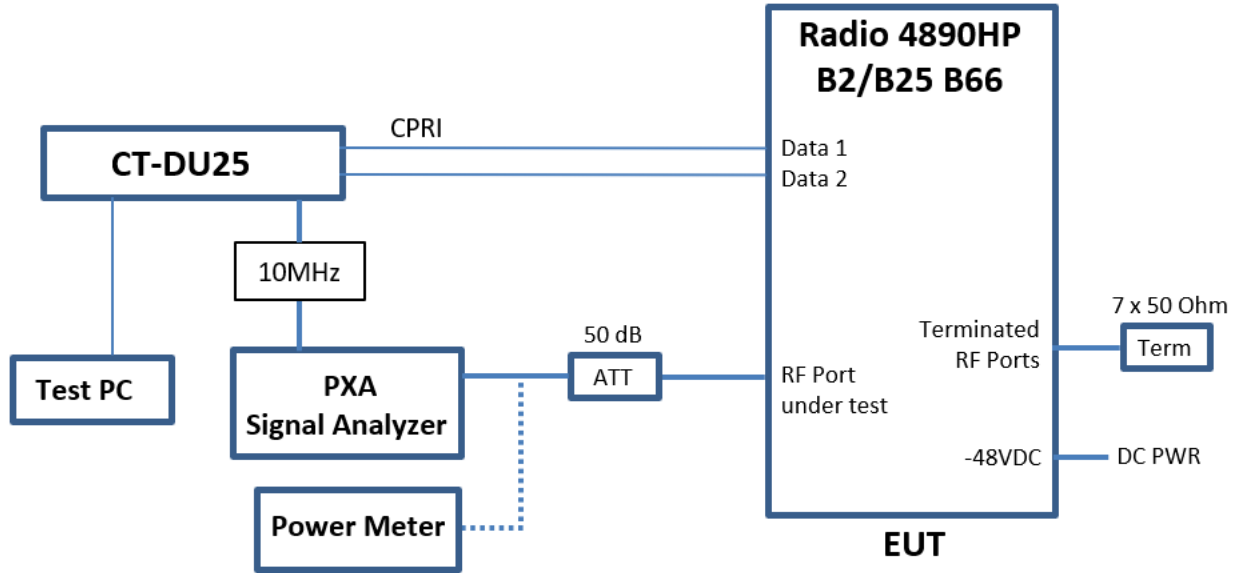 Radio 4890HP
B2/B25 B66
CPRI
CT-DU25
Data 1
Data 2
10MHz
7 x 50 Ohm
50 dB
Terminated
RF Ports
Term
Test PC
PXA
Signal Analyzer
ATT
RF Port
under test
-48VDC
DC PWR
Power Meter
EUT